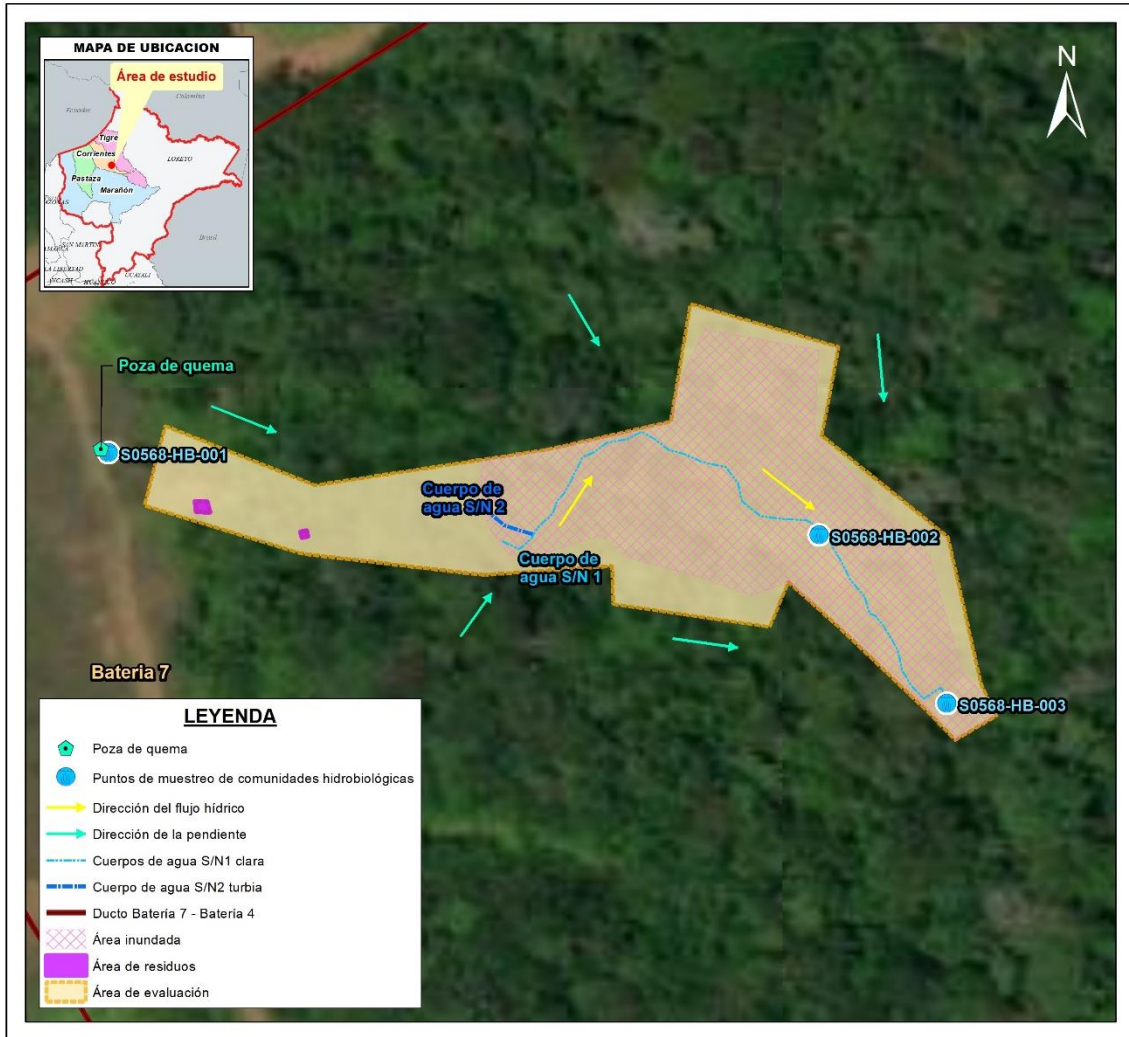 MAPA DE UBICACION
Área de estudio
Ecuador
Colombia
Tigre
Corrientes
LORETO
Pastaza
Marañón
Brasil
SAN MARTIN
LA LIBERTAD
UCAYALI
ANCASH
HUÁNUCO
N
Poza de quema
S0568-HB-001
Cuerpo de
agua S/N 2
Cuerpo de
agua S/N 1
S0568-HB-002
S0568-HB-003
Bateria 7
LEYENDA
Poza de quema
Puntos de muestreo de comunidades hidrobiológicas
Dirección del flujo hídrico
Dirección de la pendiente
Cuerpos de agua S/N1 clara
Cuerpo de agua S/N2 turbia
Ducto Batería 7 - Batería 4
Área inundada
Área de residuos
Área de evaluación